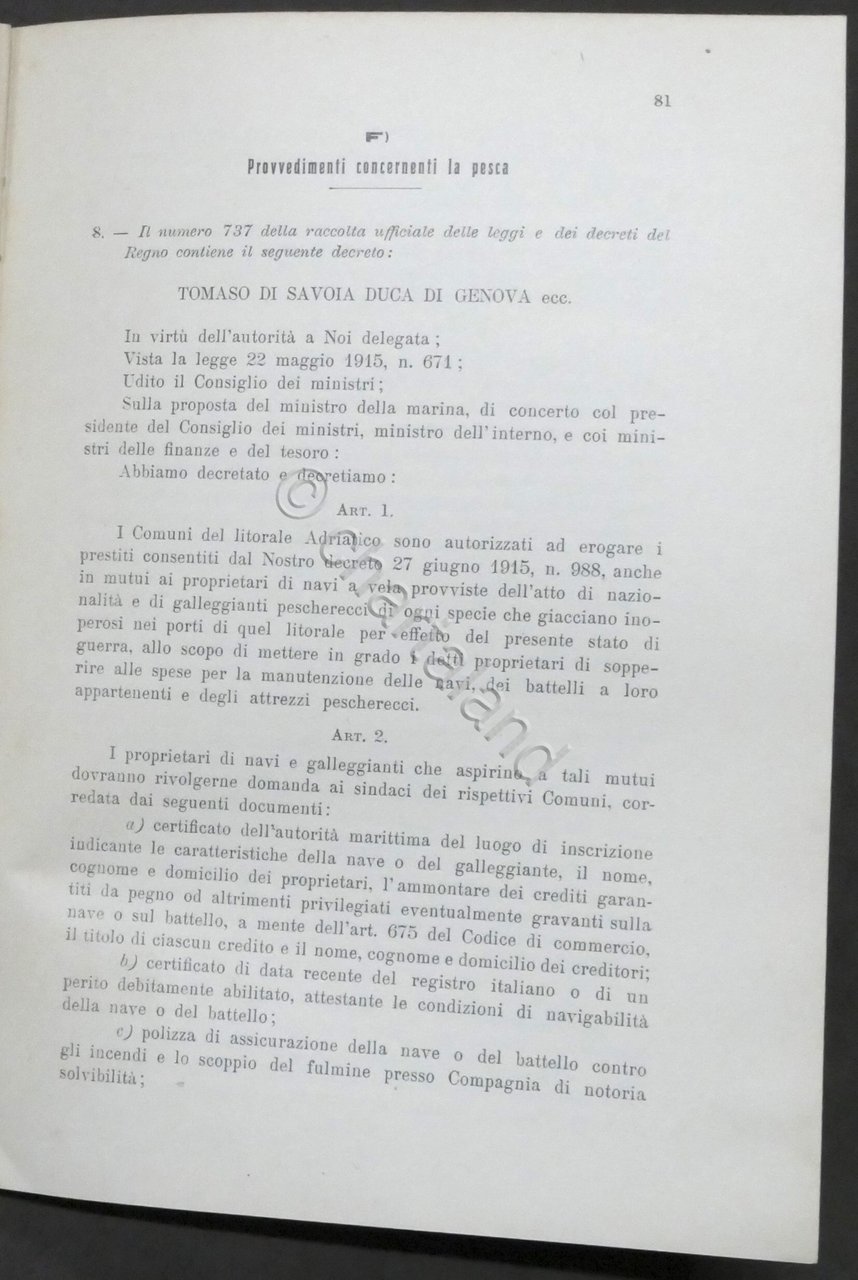 81
F)
Provvedimenti concernenti la pesca
8. — Il numero 737 della raccolta ufficiale delle leggi e dei decreti del
Regno contiene il seguente decreto:
TOMASO DI SAVOIA DUCA DI GENOVA ecc.
In virtù dell'autorità a Noi delegata;
Vista la legge 22 maggio 1915, n. 671;
Udito il Consiglio dei ministri;
Sulla proposta del ministro della marina, di concerto col pre-
sidente del Consiglio dei ministri, ministro dell'interno, e coi mini-
stri delle finanze e del tesoro:
Abbiamo decretato e decretiamo:
ART. 1.
I Comuni del litorale Adriatico sono autorizzati ad erogare i
prestiti consentiti dal Nostro decreto 27 giugno 1915, n. 988, anche
in mutui ai proprietari di navi a vela provviste dell'atto di nazio-
nalità e di galleggianti pescherecci di ogni specie che giacciano ino-
perosi nei porti di quel litorale per effetto del presente stato di
guerra, allo scopo di mettere in grado i detti proprietari di soppe-
rire alle spese per la manutenzione delle navi, dei battelli a loro
appartenenti e degli attrezzi pescherecci.
ART. 2.
I proprietari di navi e galleggianti che aspirino a tali mutui
dovranno rivolgerne domanda ai sindaci dei rispettivi Comuni, cor-
redata dai seguenti documenti:
a) certificato dell'autorità marittima del luogo di inscrizione
indicante le caratteristiche della nave o del galleggiante, il nome,
cognome e domicilio dei proprietari, l'ammontare dei crediti garan-
titi da pegno od altrimenti privilegiati eventualmente gravanti sulla
nave o sul battello, a mente dell'art. 675 del Codice di commercio,
il titolo di ciascun credito e il nome, cognome e domicilio dei creditori;
b) certificato di data recente del registro italiano o di un
perito debitamente abilitato, attestante le condizioni di navigabilità
della nave o del battello;
c) polizza di assicurazione della nave o del battello contro
gli incendi e lo scoppio del fulmine presso Compagnia di notoria
solvibilità;
© chartaland